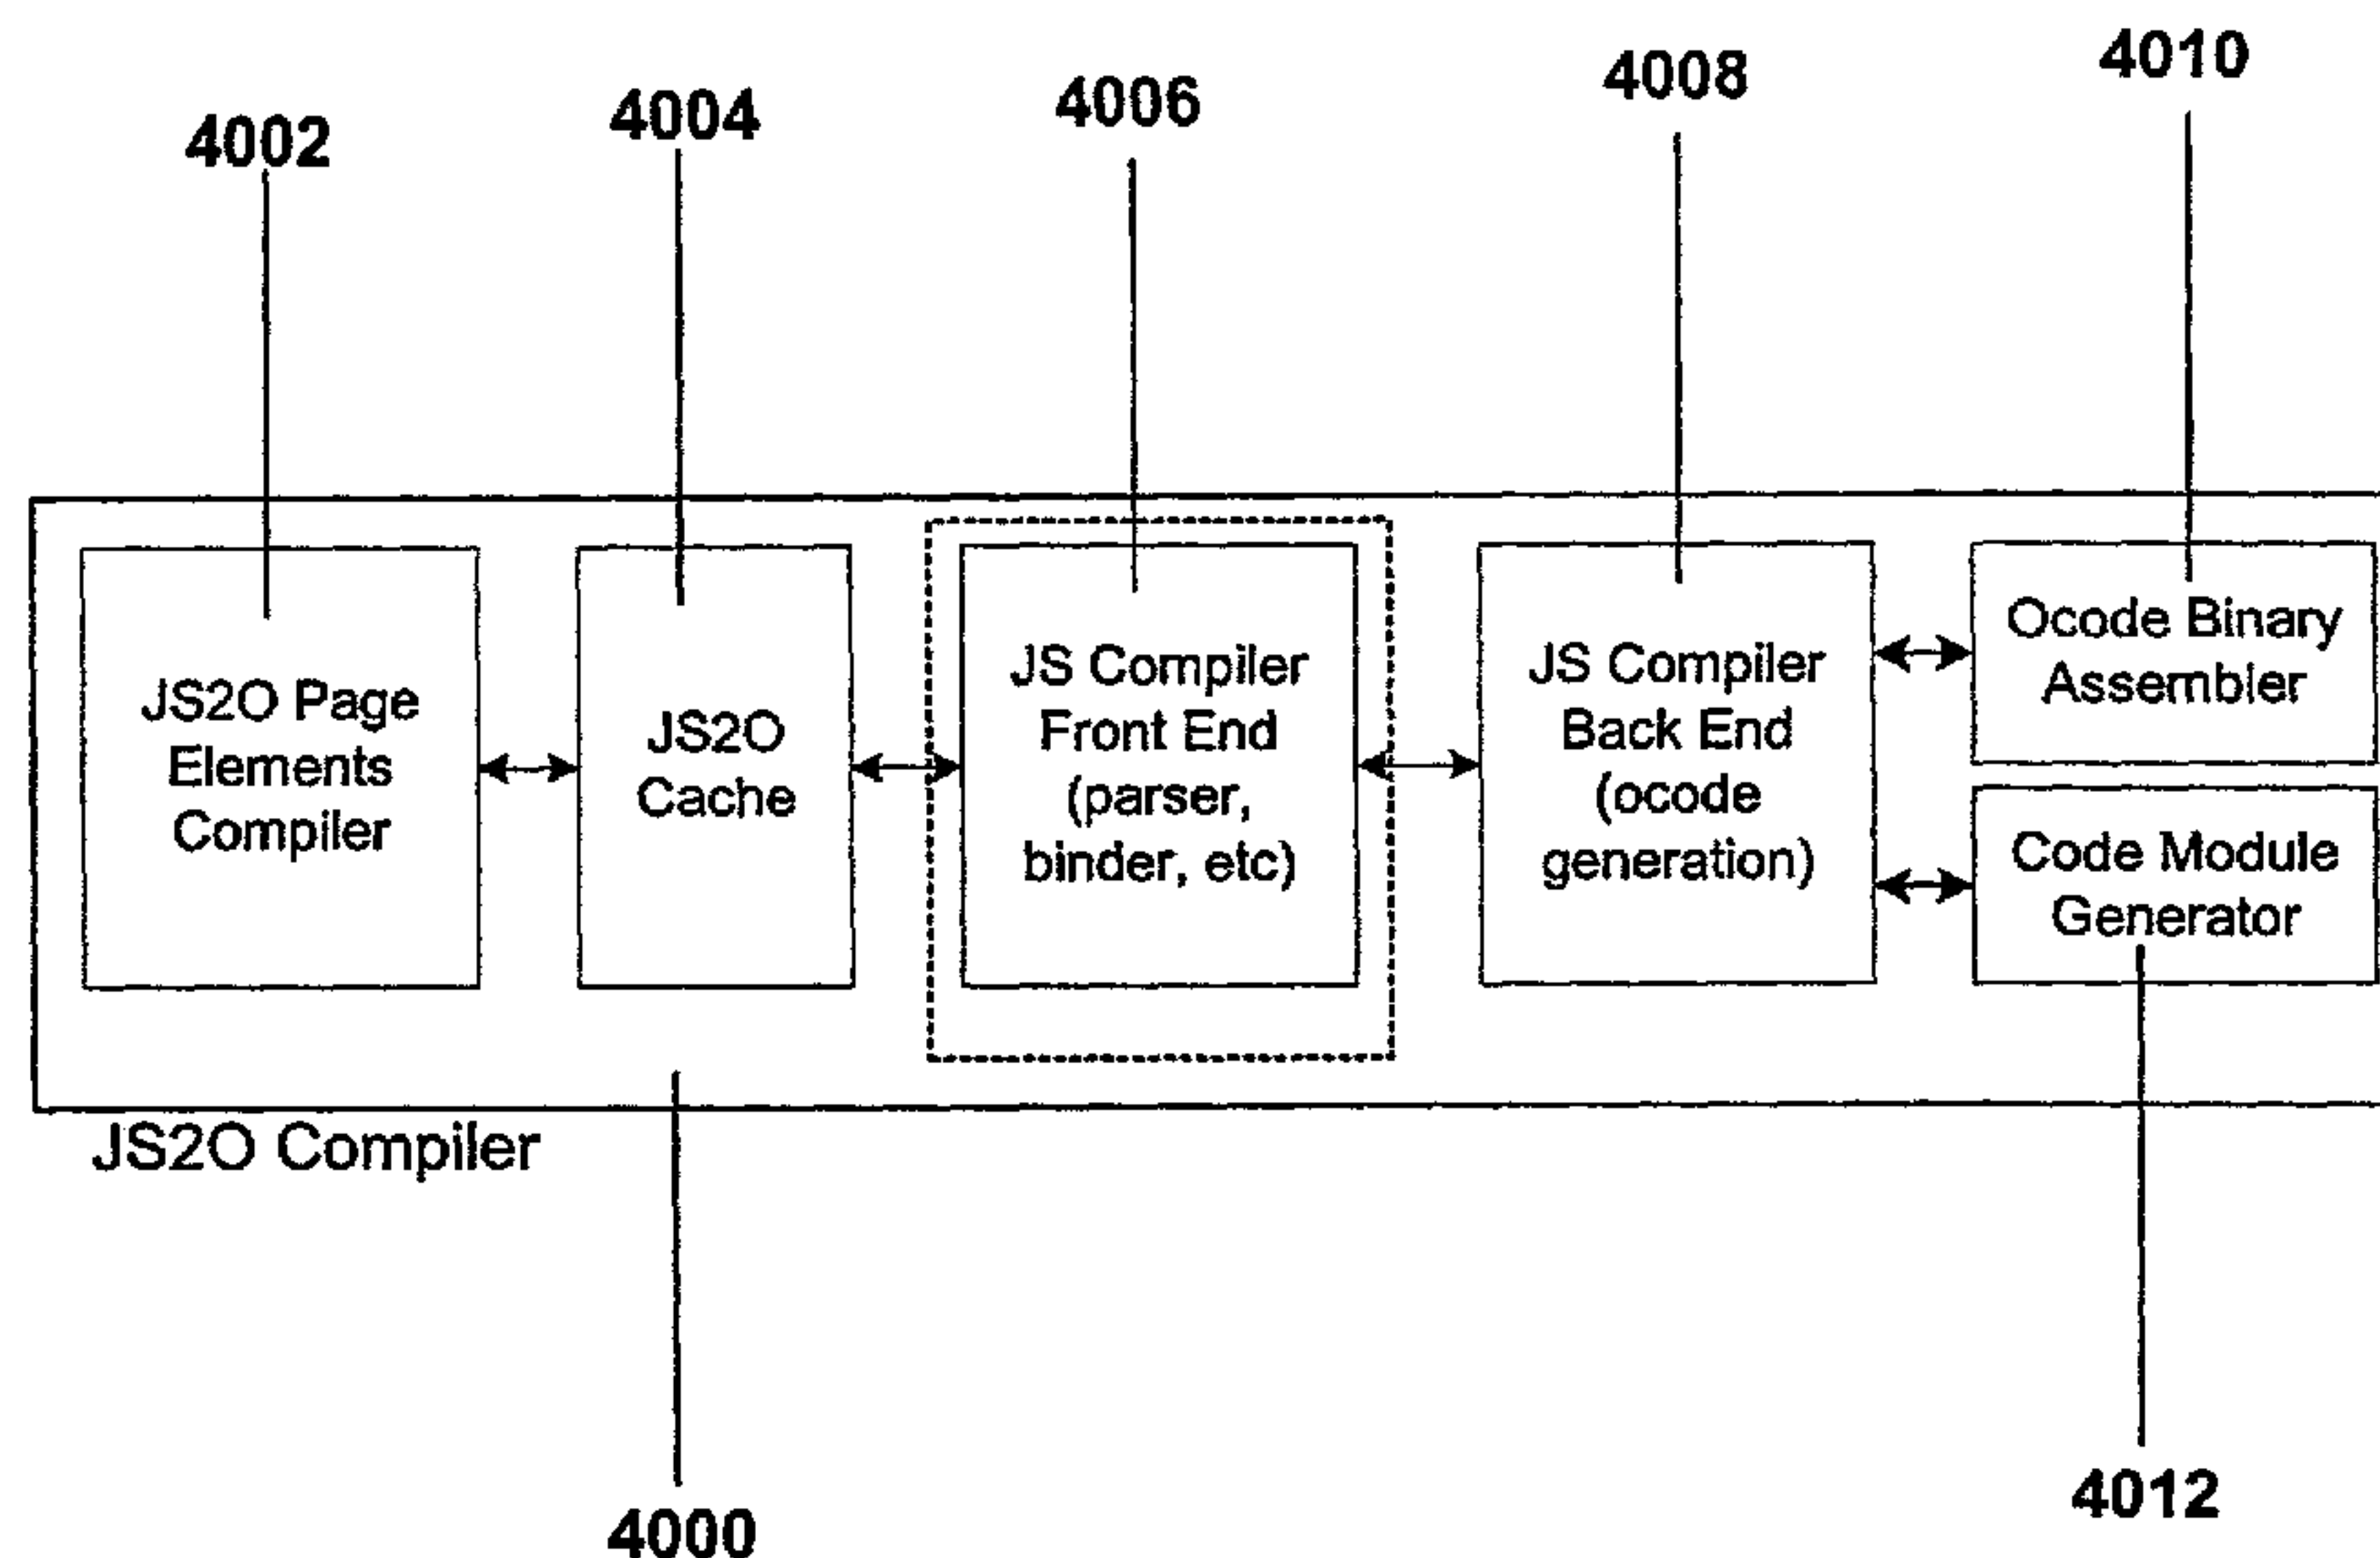 4002
4004
4006
4008
4010
JS2O Page
Elements
Compiler
JS2O
Cache
JS Compiler
Front End
(parser,
binder, etc)
JS Compiler
Back End
(ocode
generation)
Ocode Binary
Assembler
Code Module
Generator
JS2O Compiler
4000
4012